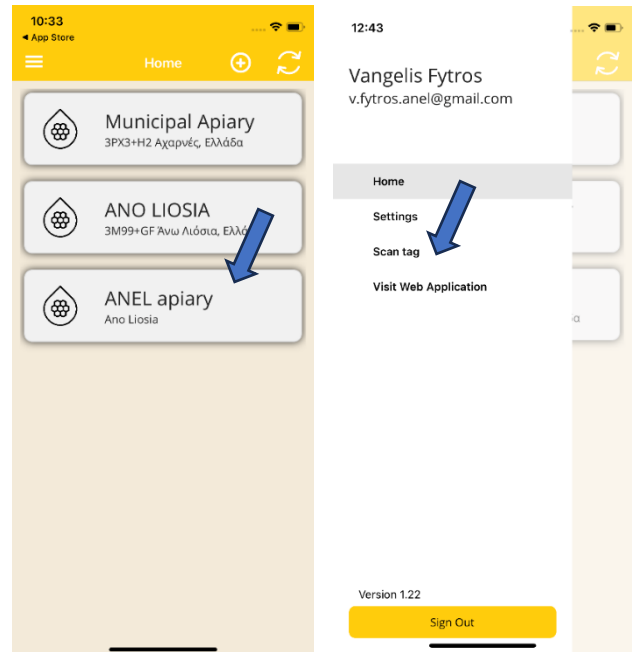 10:33
◀ App Store
Home
Municipal Apiary
3PX3+H2 Αχαρνές, Ελλάδα
ANO LIOSIA
3M99+GF Άνω Λιόσια,
ANEL apiary
Ano Liosia
12:43
Vangelis Fytros
v.fytros.anel@gmail.com
Home
Settings
Scan tag
Visit Web Application
Version 1.22
Sign Out